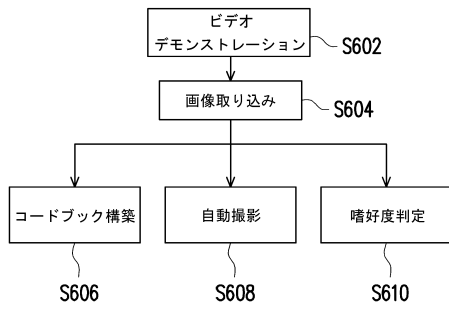 ビデオ
デモンストレーション
S602
画像取り込み
S604
コードブック構築
自動撮影
嗜好度判定
S606
S608
S610